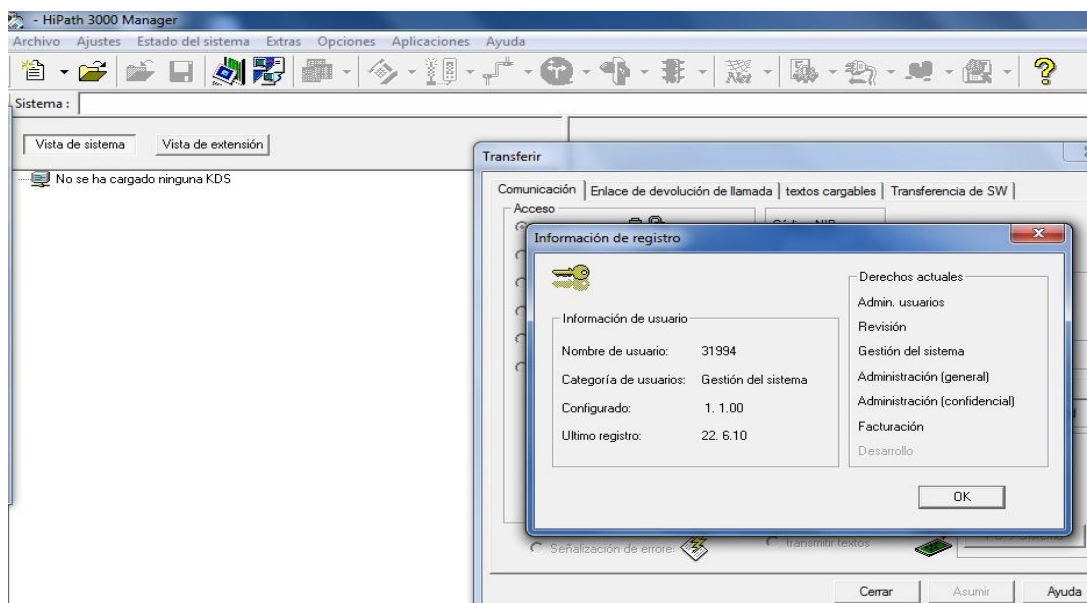 - HiPath 3000 Manager
Archivo Ajustes Estado del sistema Extras Opciones Aplicaciones Ayuda
Net
Sistema :
Vista de sistema Vista de extensión
No se ha cargado ninguna KDS
Transferir
Comunicación Enlace de devolución de llamada textos cargables Transferencia de SW
Acceso
Información de registro
Información de usuario
Nombre de usuario: 31994
Categoría de usuarios: Gestión del sistema
Configurado: 1. 1.00
Ultimo registro: 22. 6.10
Derechos actuales
Admin. usuarios
Revisión
Gestión del sistema
Administración (general)
Administración (confidencial)
Facturación
Desarrollo
OK
Señalización de errore
transmitir textos
Cerrar Asumir Ayuda